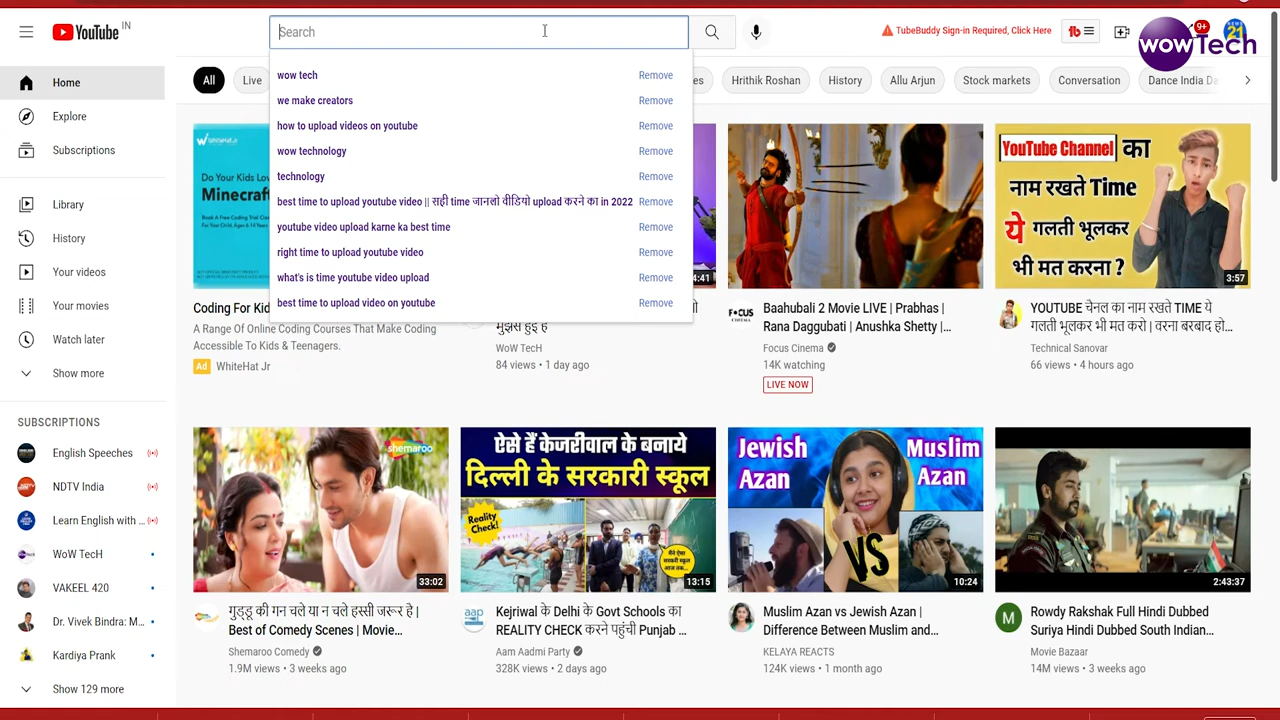 YouTube IN
Search
TubeBuddy Sign-in Required, Click Here
tb
9+
21
wowTech
Home
Explore
Subscriptions
Library
History
Your videos
Your movies
Watch later
Show more
SUBSCRIPTIONS
English Speeches
NDTV India
Learn English with ...
WoW TecH
VAKEEL 420
Dr. Vivek Bindra: M...
Kardiya Prank
Show 129 more
All
Live
Hrithik Roshan
History
Allu Arjun
Stock markets
Conversation
Dance India Da
wow tech Remove
we make creators Remove
how to upload videos on youtube Remove
wow technology Remove
technology Remove
best time to upload youtube video || सही time जानलो वीडियो upload करने का in 2022 Remove
youtube video upload karne ka best time Remove
right time to upload youtube video Remove
what's is time youtube video upload Remove
best time to upload video on youtube Remove
Do Your Kids Lov
Minecraft
Coding For Kid
A Range Of Online Coding Courses That Make Coding
Accessible To Kids & Teenagers.
Ad WhiteHat Jr
4:41
मुझसे हुई है
WoW TecH
84 views • 1 day ago
FOCUS
CINEMA
Baahubali 2 Movie LIVE | Prabhas |
Rana Daggubati | Anushka Shetty |...
Focus Cinema
14K watching
LIVE NOW
YouTube Channel का
नाम रखते Time
ये गलती भूलकर
भी मत करना ?
3:57
YOUTUBE चैनल का नाम रखते TIME ये
गलती भूलकर भी मत करो | वरना बरबाद हो...
Technical Sanovar
66 views • 4 hours ago
shemaroo
33:02
गुड्डू की गन चले या न चले हस्सी जरूर है |
Best of Comedy Scenes | Movie...
Shemaroo Comedy
1.9M views • 3 weeks ago
ऐसे हैं केजरीवाल के बनाये
दिल्ली के सरकारी स्कूल
Reality
Check!
13:15
aap
Kejriwal के Delhi के Govt Schools का
REALITY CHECK करने पहुंची Punjab ...
Aam Aadmi Party
328K views • 2 days ago
Jewish
Azan
Muslim
Azan
VS
10:24
Muslim Azan vs Jewish Azan |
Difference Between Muslim and...
KELAYA REACTS
124K views • 1 month ago
2:43:37
M
Rowdy Rakshak Full Hindi Dubbed
Suriya Hindi Dubbed South Indian...
Movie Bazaar
14M views • 3 weeks ago